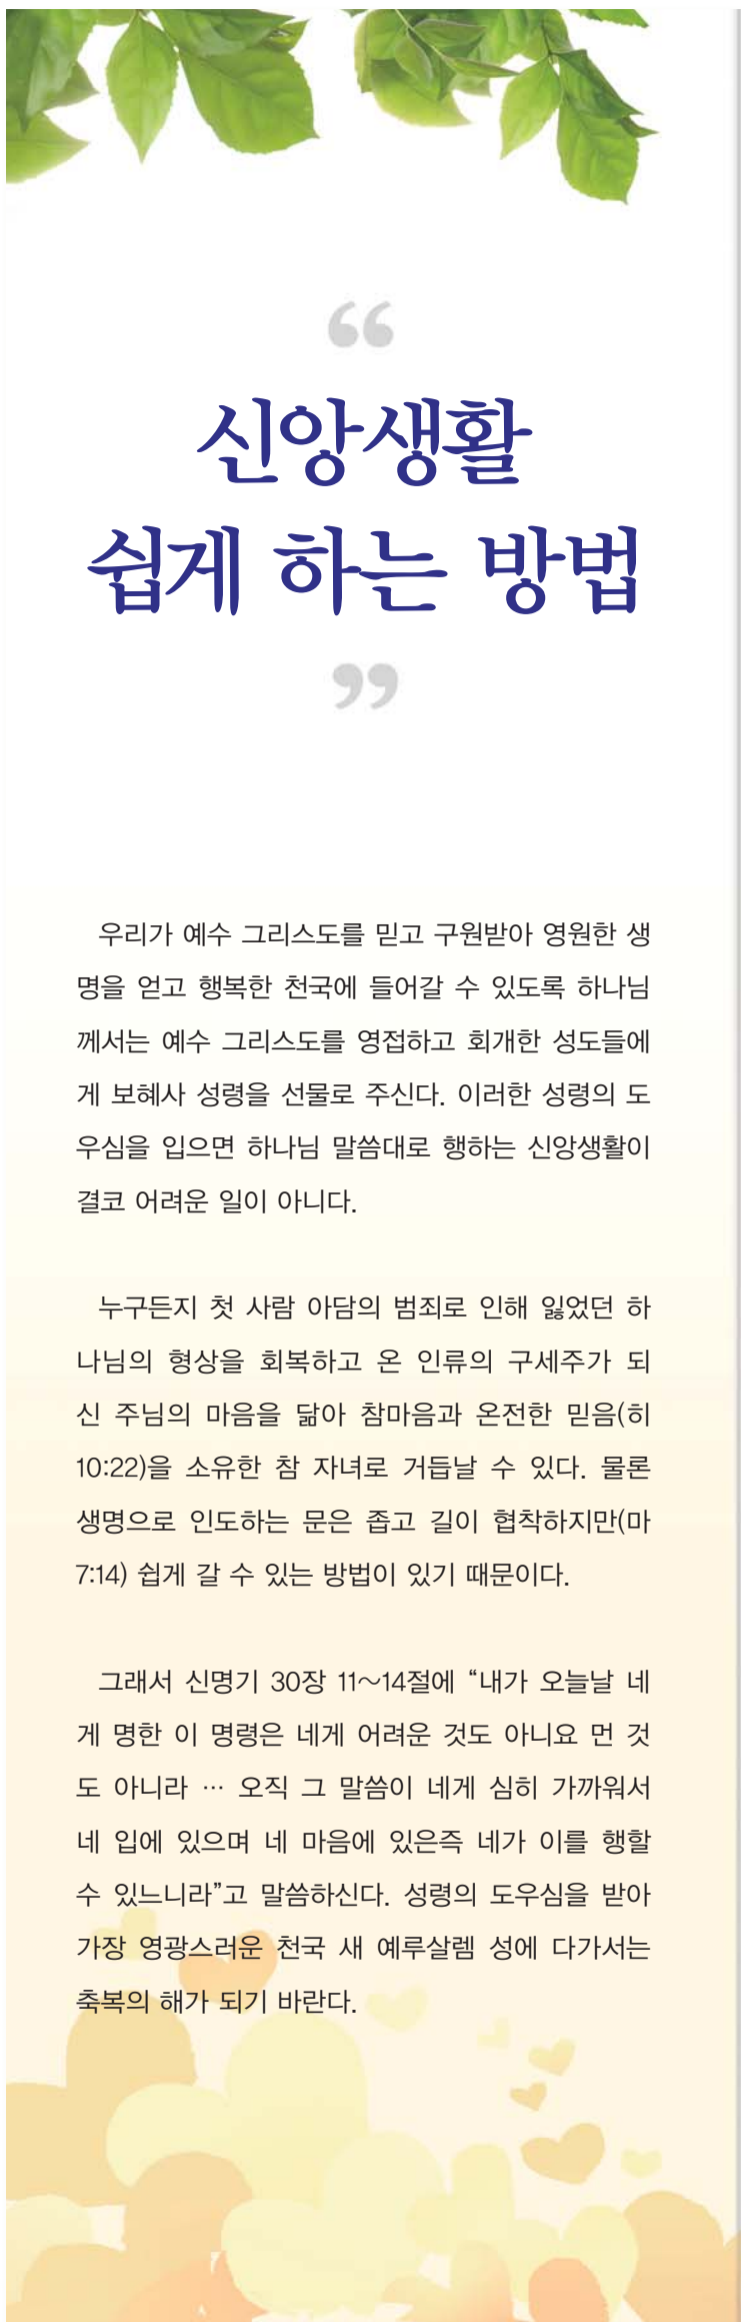 “
신앙생활
쉽게 하는 방법
”
우리가 예수 그리스도를 믿고 구원받아 영원한 생
명을 얻고 행복한 천국에 들어갈 수 있도록 하나님
께서는 예수 그리스도를 영접하고 회개한 성도들에
게 보혜사 성령을 선물로 주신다. 이러한 성령의 도
우심을 입으면 하나님 말씀대로 행하는 신앙생활이
결코 어려운 일이 아니다.
누구든지 첫 사람 아담의 범죄로 인해 잃었던 하
나님의 형상을 회복하고 온 인류의 구세주가 되
신 주님의 마음을 닮아 참마음과 온전한 믿음(히
10:22)을 소유한 참 자녀로 거듭날 수 있다. 물론
생명으로 인도하는 문은 좁고 길이 협착하지만(마
7:14) 쉽게 갈 수 있는 방법이 있기 때문이다.
그래서 신명기 30장 11~14절에 “내가 오늘날 네
게 명한 이 명령은 네게 어려운 것도 아니요 먼 것
도 아니라 … 오직 그 말씀이 네게 심히 가까워서
네 입에 있으며 네 마음에 있은즉 네가 이를 행할
수 있느니라”고 말씀하신다. 성령의 도우심을 받아
가장 영광스러운 천국 새 예루살렘 성에 다가서는
축복의 해가 되기 바란다.